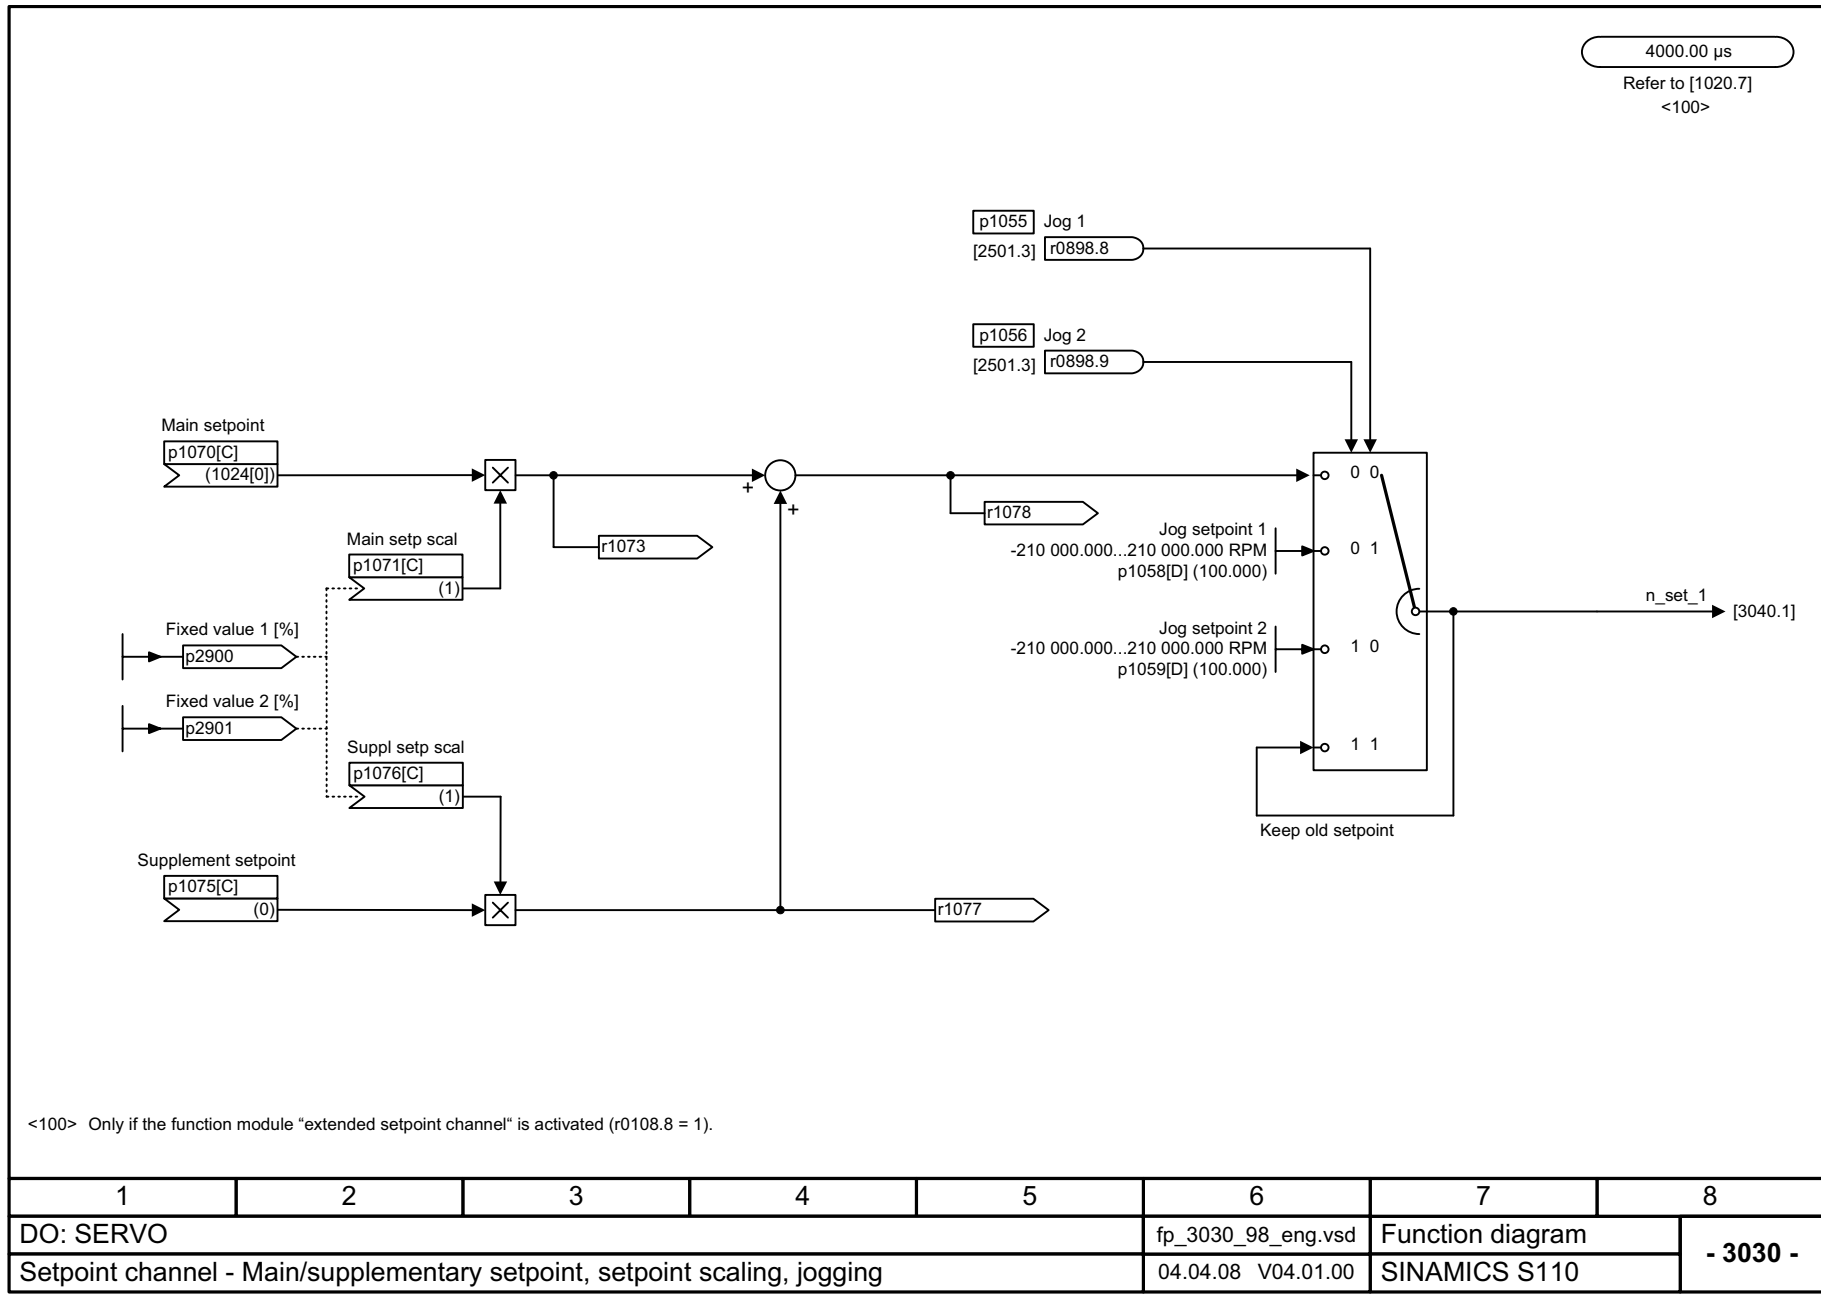 4000.00 µs
Refer to [1020.7]
<100>
p1055 Jog 1
[2501.3] r0898.8
p1056 Jog 2
[2501.3] r0898.9
Main setpoint
p1070[C]
(1024[0])
+
+
r1073
r1078
Main setp scal
p1071[C]
(1)
Fixed value 1 [%]
p2900
Fixed value 2 [%]
p2901
Suppl setp scal
p1076[C]
(1)
Supplement setpoint
p1075[C]
(0)
r1077
0 0
Jog setpoint 1
-210 000.000...210 000.000 RPM
p1058[D] (100.000)
0 1
Jog setpoint 2
-210 000.000...210 000.000 RPM
p1059[D] (100.000)
1 0
1 1
Keep old setpoint
n_set_1
[3040.1]
<100> Only if the function module “extended setpoint channel“ is activated (r0108.8 = 1).
1 2 3 4 5 6 7 8
DO: SERVO
fp_3030_98_eng.vsd
Function diagram
- 3030 -
Setpoint channel - Main/supplementary setpoint, setpoint scaling, jogging
04.04.08 V04.01.00
SINAMICS S110